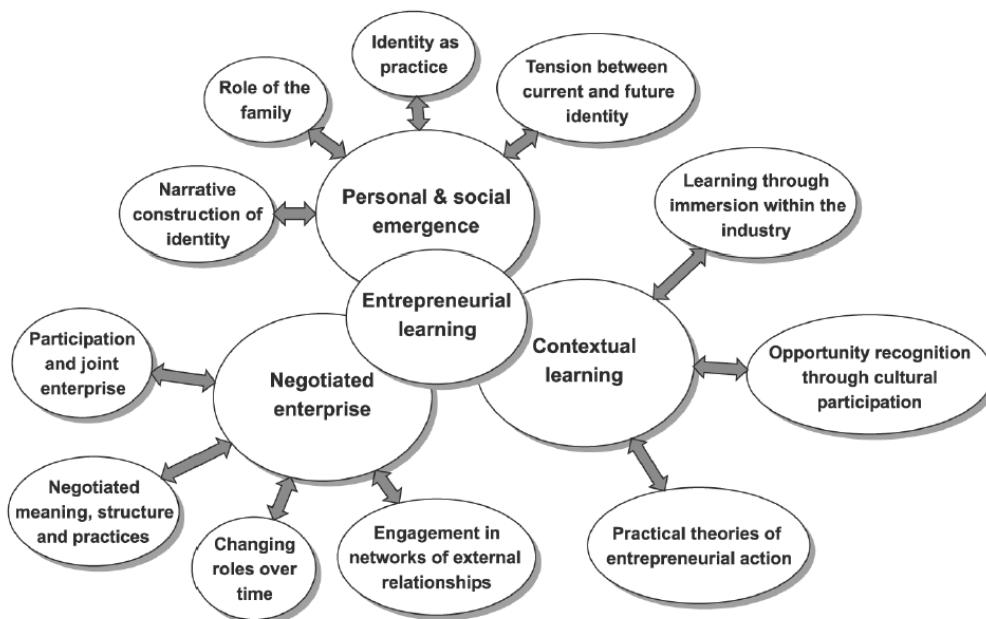 Identity as
practice
Role of the
family
Tension between
current and future
identity
Narrative
construction of
identity
Personal & social
emergence
Learning through
immersion within the
industry
Entrepreneurial
learning
Participation
and joint
enterprise
Negotiated
enterprise
Contextual
learning
Opportunity recognition
through cultural
participation
Negotiated
meaning, structure
and practices
Changing
roles over
time
Engagement in
networks of external
relationships
Practical theories of
entrepreneurial action